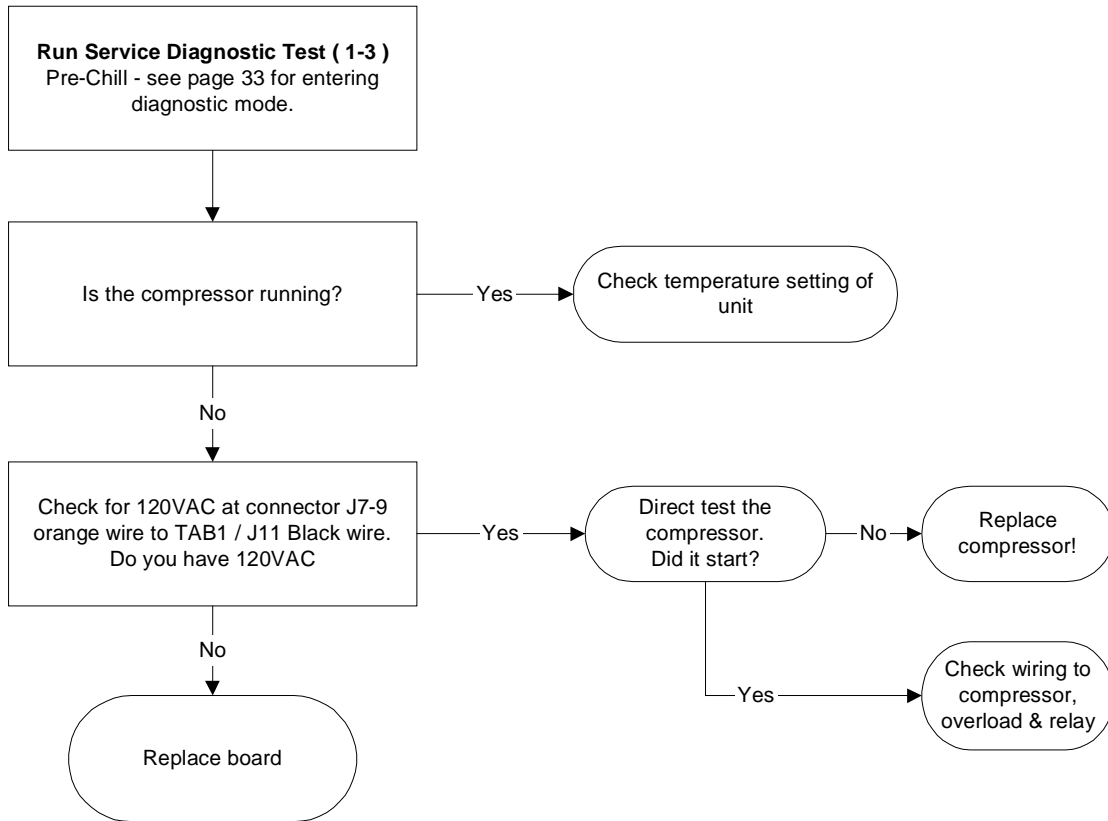 Run Service Diagnostic Test ( 1-3 )
Pre-Chill - see page 33 for entering
diagnostic mode.
Is the compressor running?
Yes
Check temperature setting of
unit
No
Check for 120VAC at connector J7-9
orange wire to TAB1 / J11 Black wire.
Do you have 120VAC
Yes
Direct test the
compressor.
Did it start?
No
Replace
compressor!
Yes
Check wiring to
compressor,
overload & relay
No
Replace board